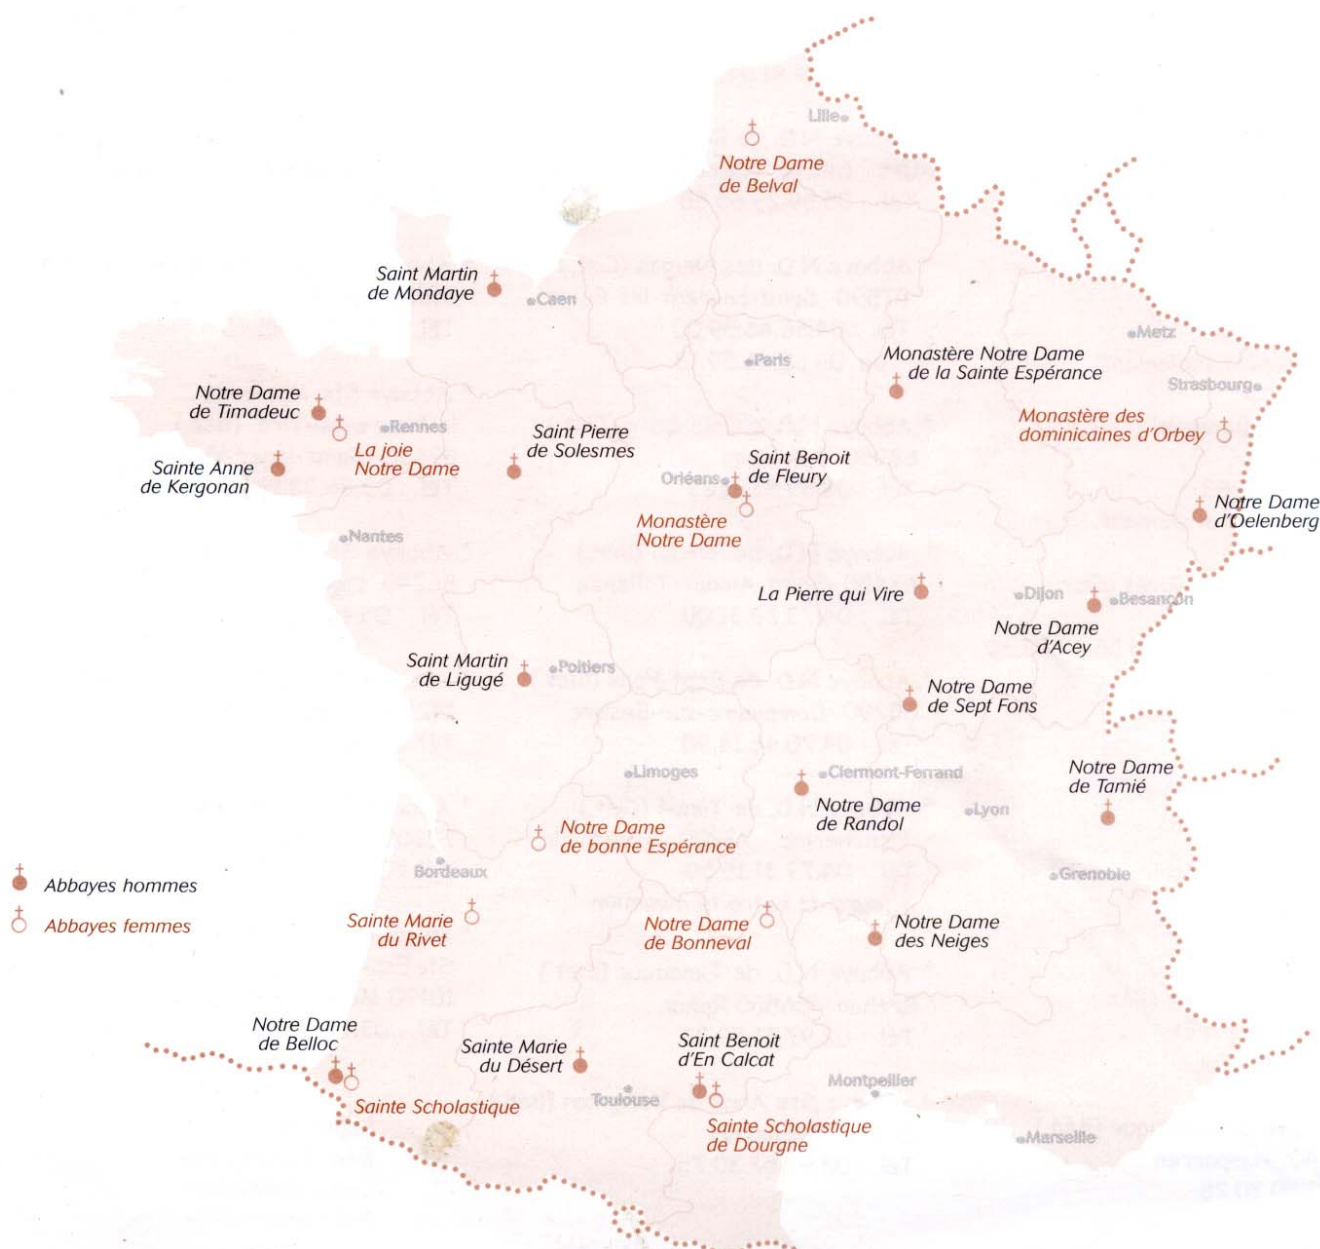 Lille
Notre Dame
de Belval
Saint Martin
de Mondaye
Caen
Metz
Paris
Monastère Notre Dame
de la Sainte Espérance
Strasbourg
Notre Dame
de Timadeuc
Rennes
La joie
Notre Dame
Saint Pierre
de Solesmes
Monastère des
dominicaines d'Orbey
Sainte Anne
de Kergonan
Orléans
Saint Benoit
de Fleury
Monastère
Notre Dame
Notre Dame
d'Oelenberg
Nantes
La Pierre qui Vire
Dijon
Besançon
Notre Dame
d'Acey
Saint Martin
de Ligugé
Poitiers
Notre Dame
de Sept Fons
Limoges
Clermont-Ferrand
Notre Dame
de Randol
Lyon
Notre Dame
de Tamié
Notre Dame
de bonne Espérance
Bordeaux
Grenoble
Abbayes hommes
Abbayes femmes
Sainte Marie
du Rivet
Notre Dame
de Bonneval
Notre Dame
des Neiges
Notre Dame
de Belloc
Sainte Scholastique
Sainte Marie
du Désert
Toulouse
Saint Benoit
d'En Calcat
Sainte Scholastique
de Dourgne
Montpellier
Marseille